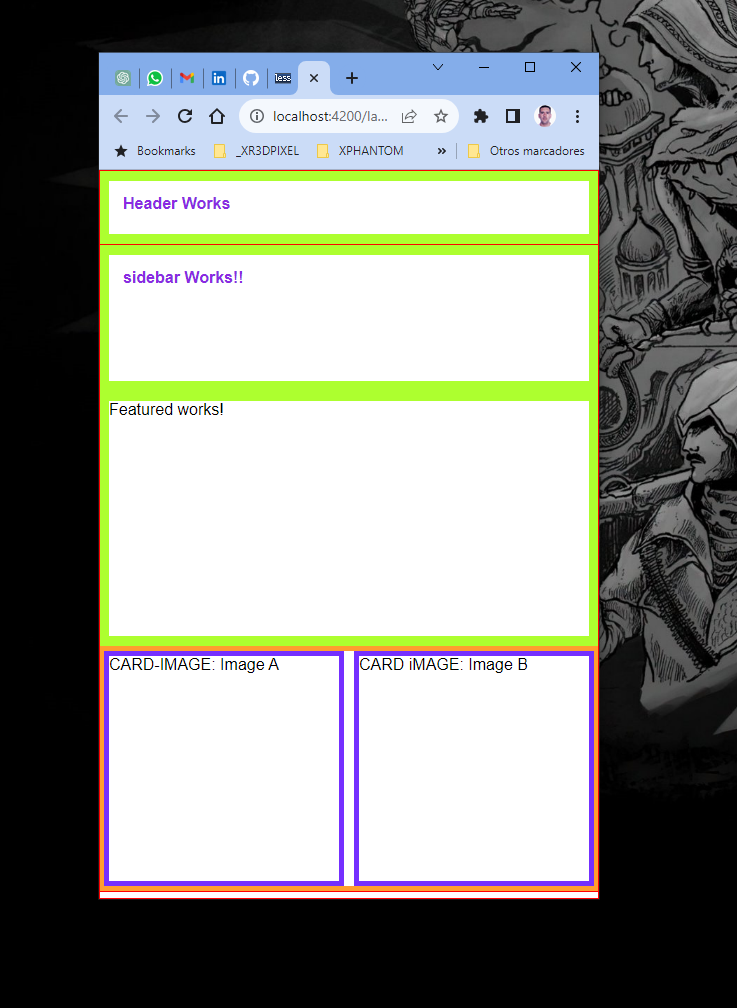 less
localhost:4200/la...
Bookmarks
_XR3DPIXEL
XPHANTOM
»
Otros marcadores
Header Works
sidebar Works!!
Featured works!
CARD-IMAGE: Image A
CARD iMAGE: Image B